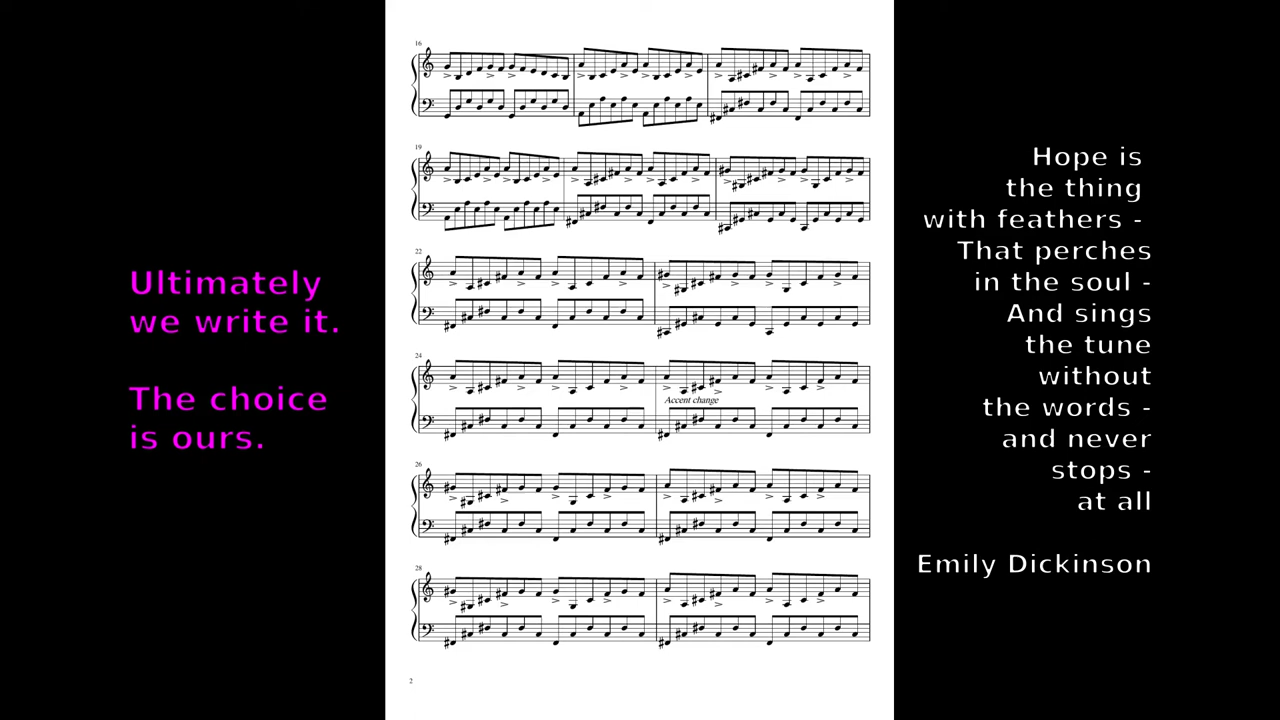 Ultimately
we write it.
The choice
is ours.
16
19
22
24
Accent change
26
28
2
Hope is
the thing
with feathers -
That perches
in the soul -
And sings
the tune
without
the words -
and never
stops -
at all
Emily Dickinson